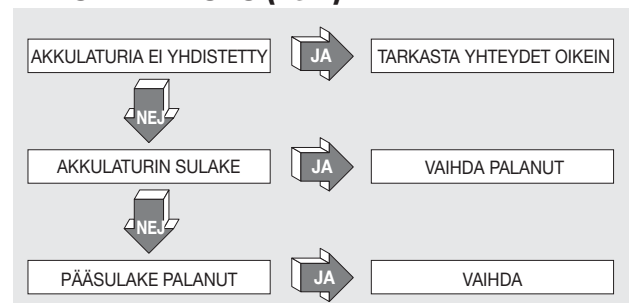 AKKULATURIA EI YHDISTETTY
JA
TARKASTA YHTEYDET OIKEIN
NEJ
AKKULATURIN SULAKE
JA
VAIHDA PALANUT
NEJ
PÄÄSULAKE PALANUT
JA
VAIHDA